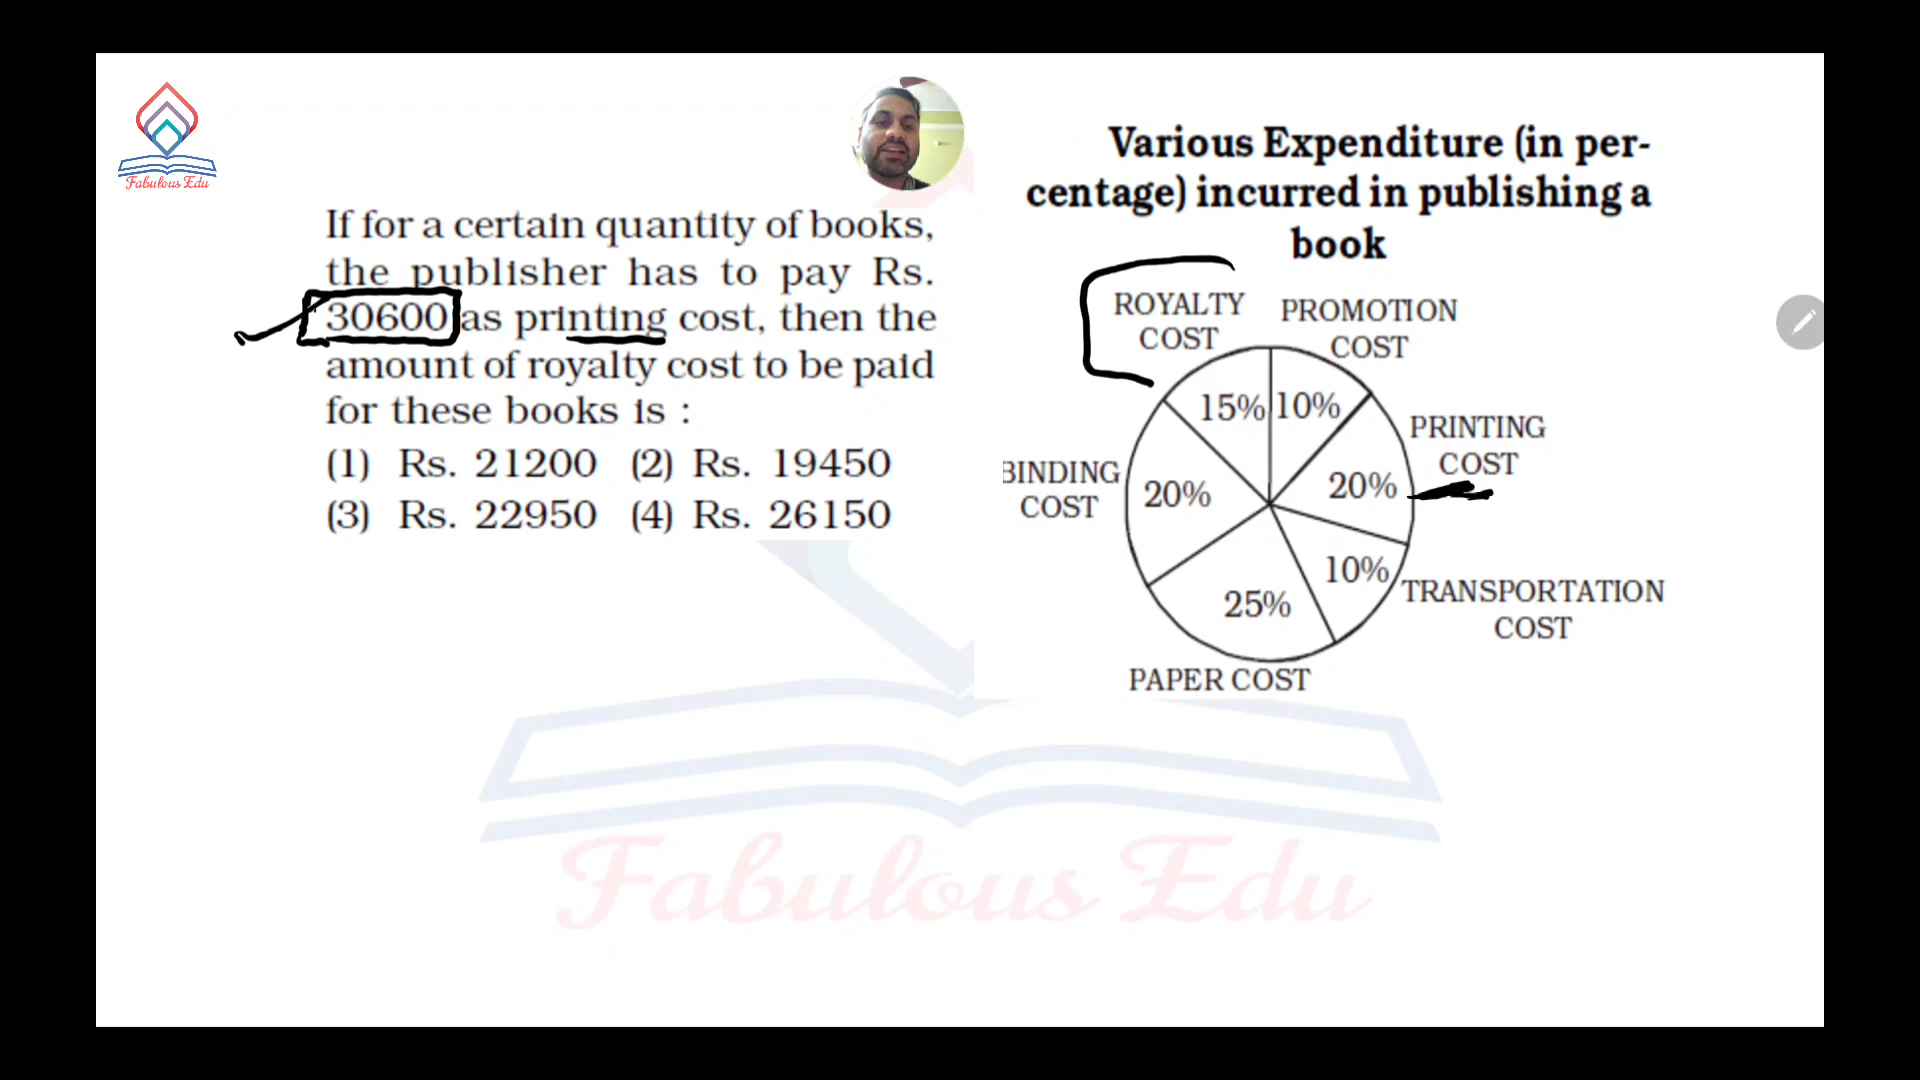 Fabulous Edu
If for a certain quantity of books,
the publisher has to pay Rs.
30600 as printing cost, then the
amount of royalty cost to be paid
for these books is :
(1) Rs. 21200 (2) Rs. 19450
(3) Rs. 22950 (4) Rs. 26150
Various Expenditure (in per-
centage) incurred in publishing a
book
ROYALTY
COST
PROMOTION
COST
15%
10%
PRINTING
COST
20%
BINDING
COST
20%
10%
TRANSPORTATION
COST
25%
PAPER COST
Fabulous Edu